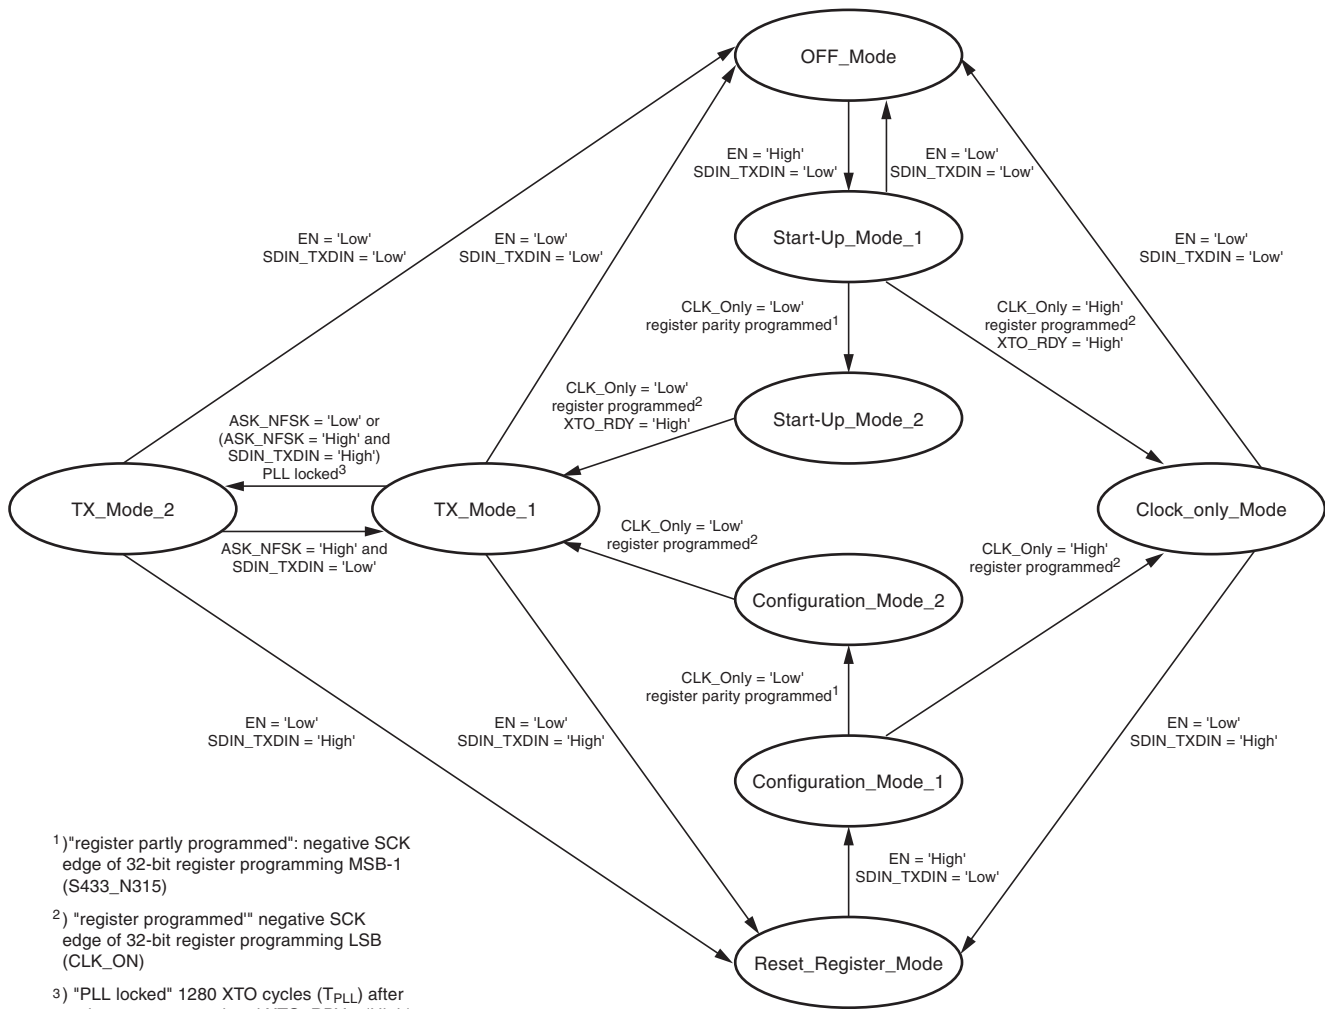 OFF_Mode
EN = 'High'
SDIN_TXDIN = 'Low'
EN = 'Low'
SDIN_TXDIN = 'Low'
Start-Up_Mode_1
EN = 'Low'
SDIN_TXDIN = 'Low'
EN = 'Low'
SDIN_TXDIN = 'Low'
EN = 'Low'
SDIN_TXDIN = 'Low'
CLK_Only = 'Low'
register parity programmed1
CLK_Only = 'High'
register programmed2
XTO_RDY = 'High'
CLK_Only = 'Low'
register programmed2
XTO_RDY = 'High'
Start-Up_Mode_2
ASK_NFSK = 'Low' or
(ASK_NFSK = 'High' and
SDIN_TXDIN = 'High')
PLL locked3
TX_Mode_2
TX_Mode_1
Clock_only_Mode
ASK_NFSK = 'High' and
SDIN_TXDIN = 'Low'
CLK_Only = 'Low'
register programmed2
CLK_Only = 'High'
register programmed2
Configuration_Mode_2
CLK_Only = 'Low'
register parity programmed1
EN = 'Low'
SDIN_TXDIN = 'High'
EN = 'Low'
SDIN_TXDIN = 'High'
EN = 'Low'
SDIN_TXDIN = 'High'
Configuration_Mode_1
EN = 'High'
SDIN_TXDIN = 'Low'
Reset_Register_Mode
1)"register partly programmed": negative SCK
edge of 32-bit register programming MSB-1
(S433_N315)
2) "register programmed'" negative SCK
edge of 32-bit register programming LSB
(CLK_ON)
3) "PLL locked" 1280 XTO cycles (TPLL) after